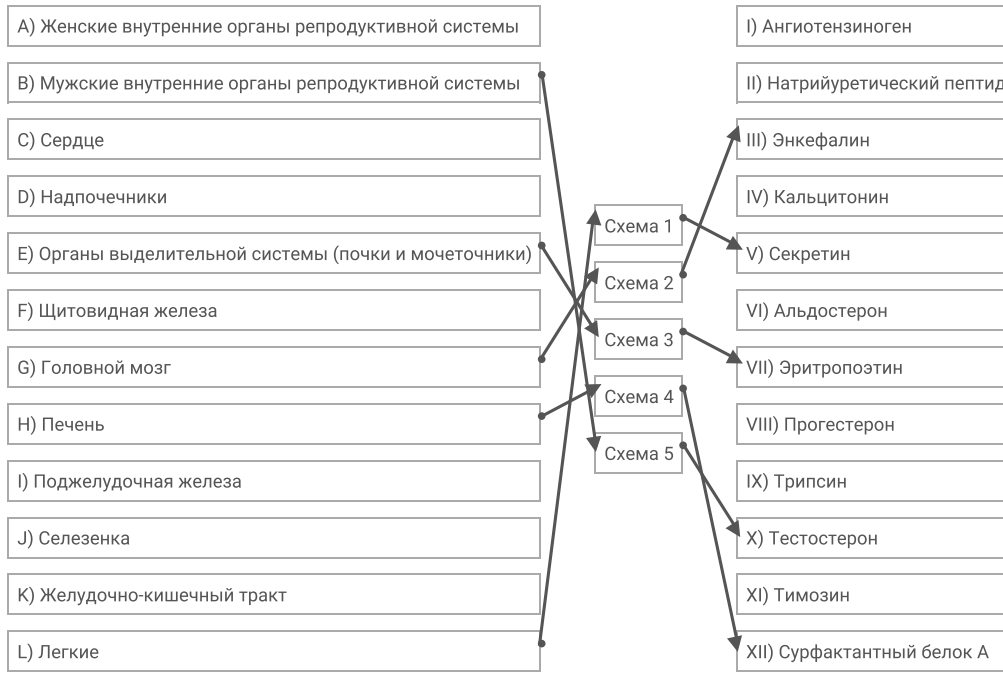 A) Женские внутренние органы репродуктивной системы
B) Мужские внутренние органы репродуктивной системы
C) Сердце
D) Надпочечники
E) Органы выделительной системы (почки и мочеточники)
F) Щитовидная железа
G) Головной мозг
H) Печень
I) Поджелудочная железа
J) Селезенка
K) Желудочно-кишечный тракт
L) Легкие
Схема 1
Схема 2
Схема 3
Схема 4
Схема 5
I) Ангиотензиноген
II) Натрийуретический пептид
III) Энкефалин
IV) Кальцитонин
V) Секретин
VI) Альдостерон
VII) Эритропоэтин
VIII) Прогестерон
IX) Трипсин
X) Тестостерон
XI) Тимозин
XII) Сурфактантный белок А